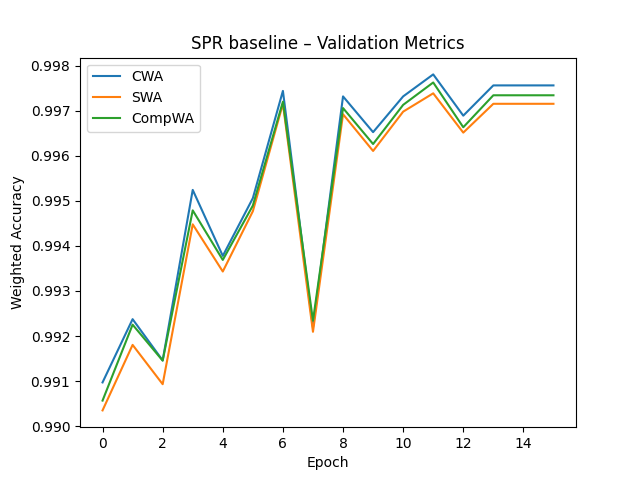 SPR baseline – Validation Metrics
CWA
SWA
CompWA
Weighted Accuracy
0.998
0.997
0.996
0.995
0.994
0.993
0.992
0.991
0.990
0 2 4 6 8 10 12 14
Epoch